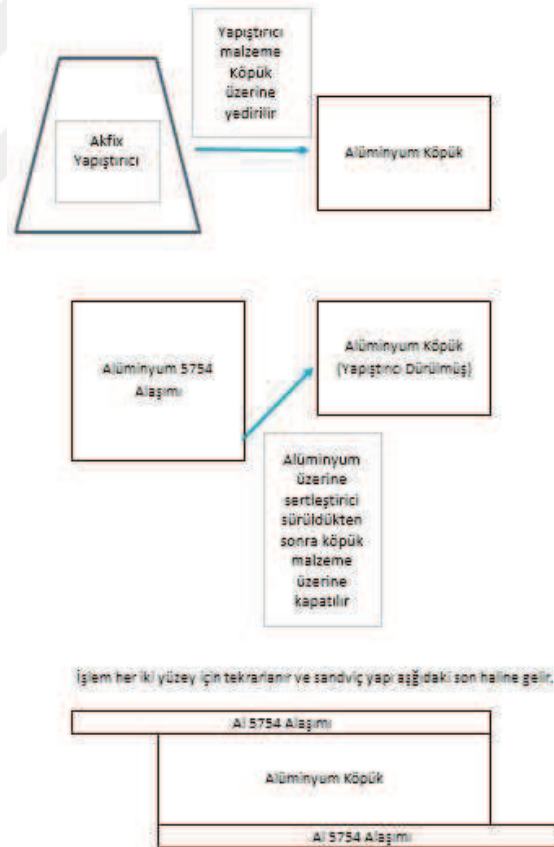 Yapıştırıcı
malzeme
Köpük
üzerine
yedirilir
Akfix
Yapıştırıcı
Alüminyum Köpük
Alüminyum 5754
Alaşımı
Alüminyum Köpük
(Yapıştırıcı Dürülmüş)
Alüminyum
üzerine
sertleştirici
sürüldükten
sonra köpük
malzeme
üzerine
kapatılır
İşlem her iki yüzey için tekrarlanır ve sandviç yapı aşğıdaki son haline gelir.
Al 5754 Alaşımı
Alüminyum Köpük
Al 5754 Alaşımı